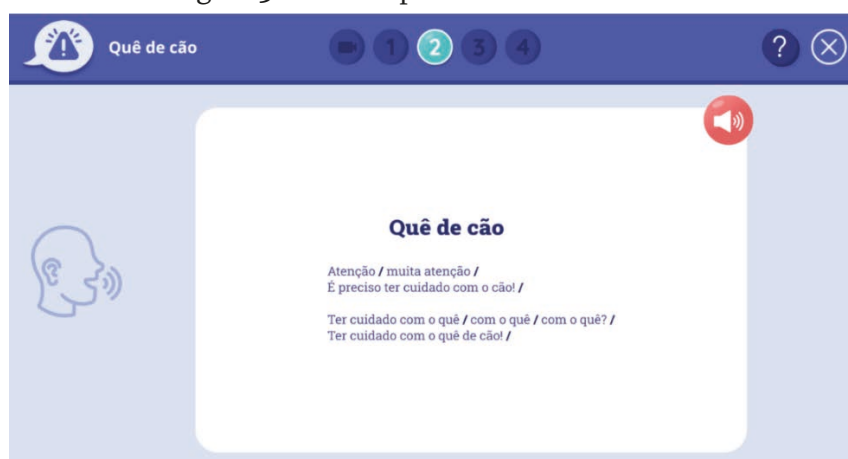 Quê de cão
1 2 3 4
?
Quê de cão
Atenção / muita atenção /
É preciso ter cuidado com o cão! /
Ter cuidado com o quê / com o quê / com o quê? /
Ter cuidado com o quê de cão! /